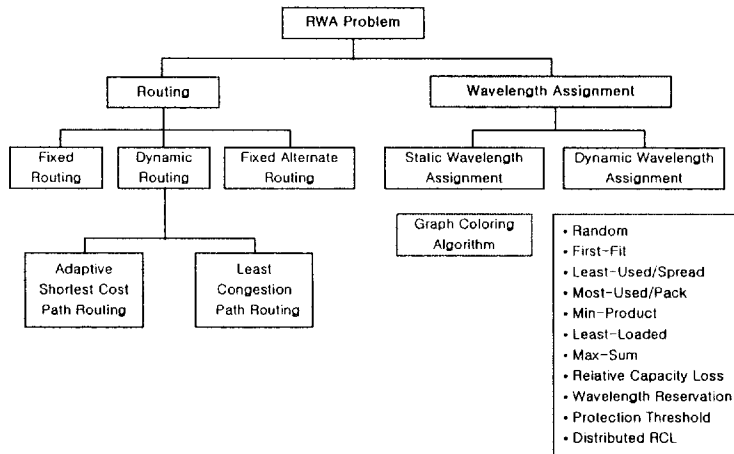 RWA Problem
Routing
Wavelength Assignment
Fixed
Routing
Dynamic
Routing
Fixed Alternate
Routing
Static Wavelength
Assignment
Dynamic Wavelength
Assignment
Graph Coloring
Algorithm
Adaptive
Shortest Cost
Path Routing
Least
Congestion
Path Routing
• Random
• First-Fit
• Least-Used/Spread
• Most-Used/Pack
• Min-Product
• Least-Loaded
• Max-Sum
• Relative Capacity Loss
• Wavelength Reservation
• Protection Threshold
• Distributed RCL